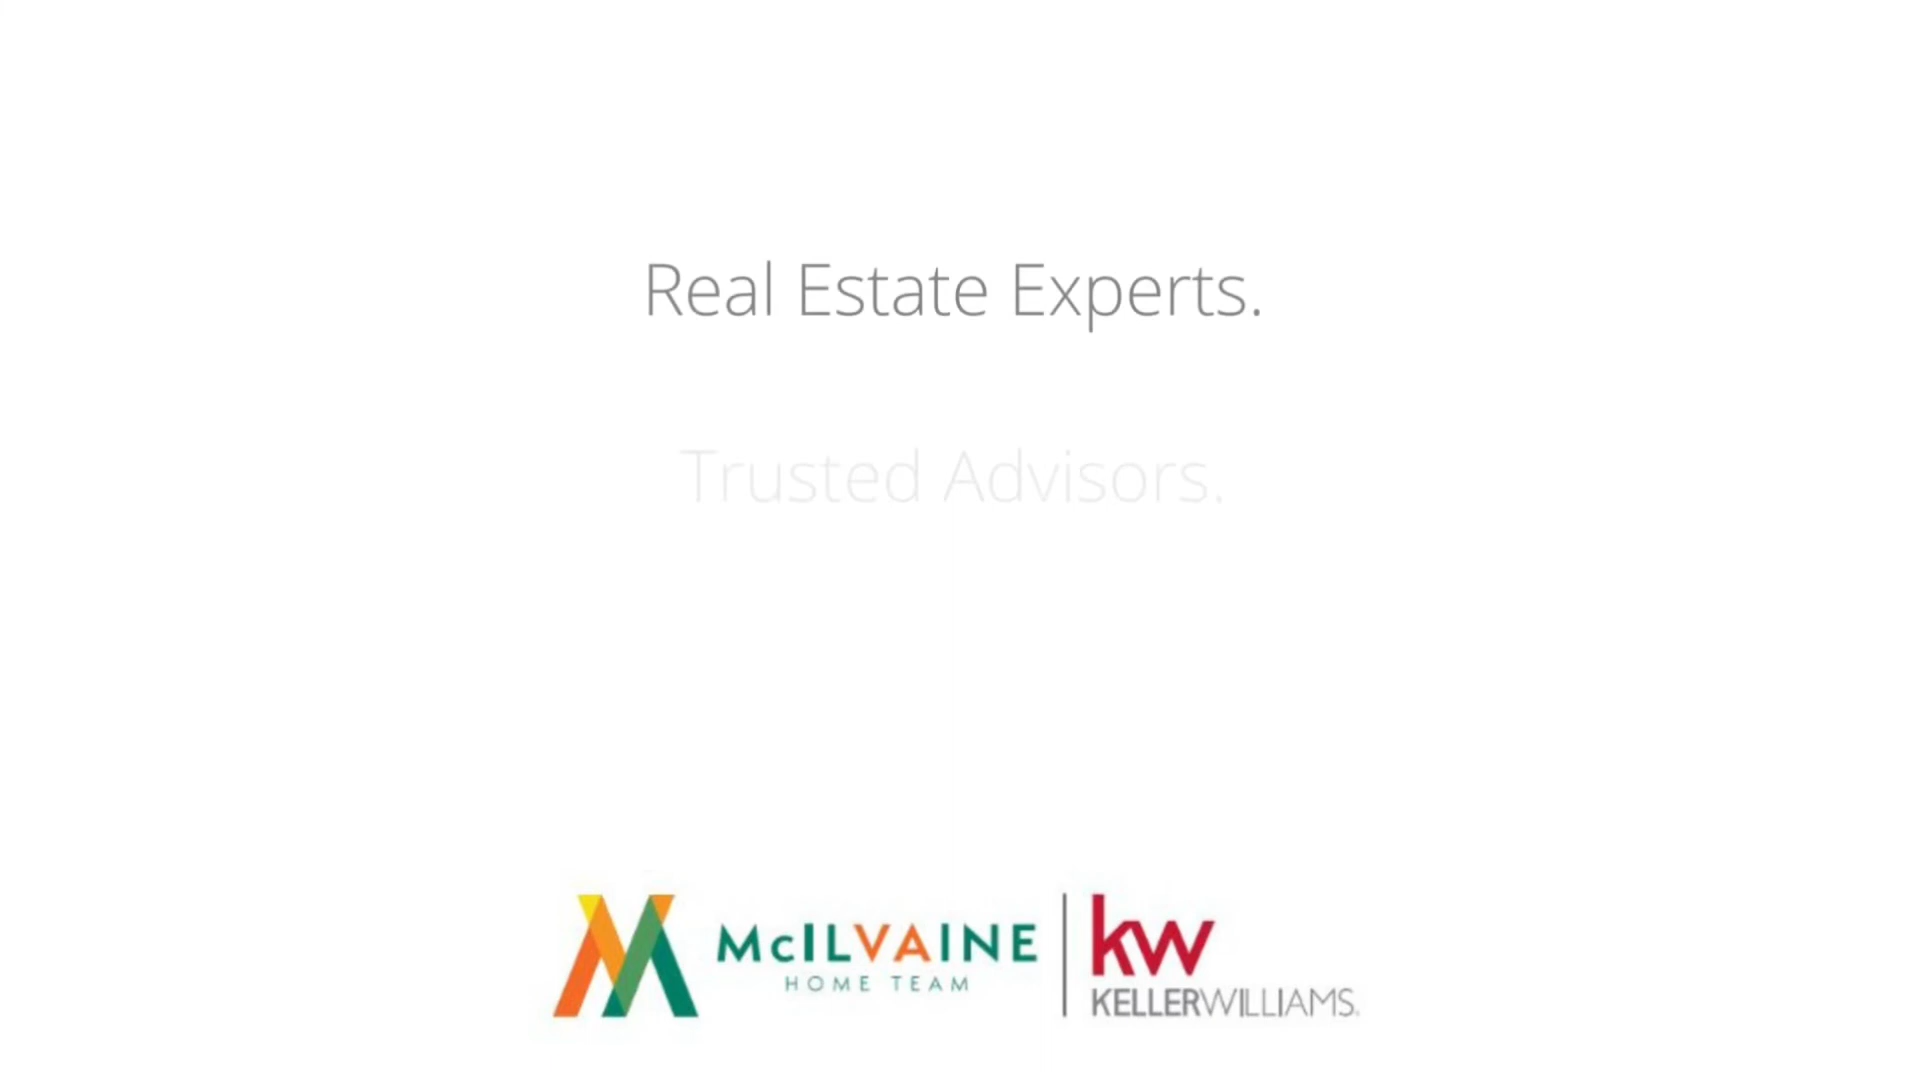 Real Estate Experts.
Trusted Advisors.
McILVAINE
HOME TEAM
kw
KELLERWILLIAMS.